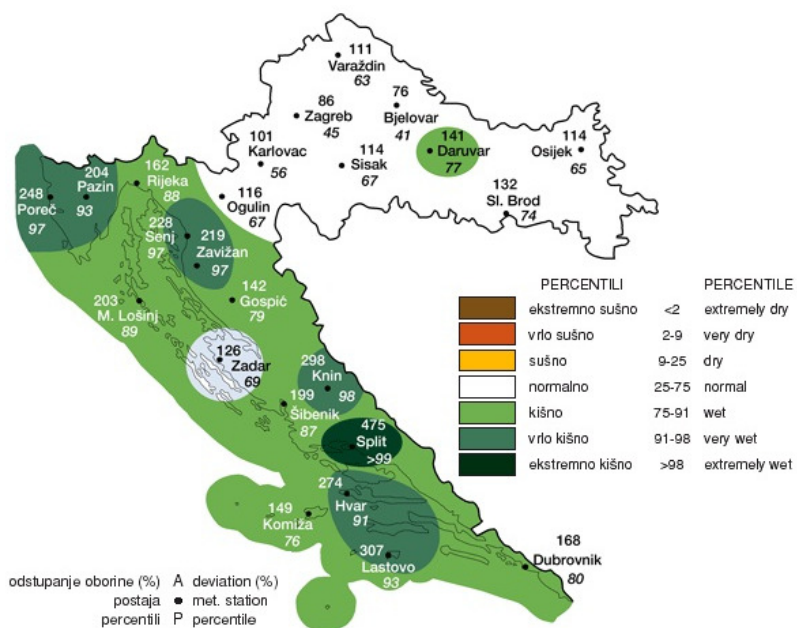 111
Varaždin
63
86
Zagreb
45
76
Bjelovar
41
101
Karlovac
56
114
Sisak
67
141
Daruvar
77
114
Osijek
65
116
Ogulin
67
132
Sl. Brod
74
248
Poreč
97
204
Pazin
93
162
Rijeka
88
228
Senj
97
219
Zavižan
97
142
Gospić
79
203
M. Lošinj
89
126
Zadar
69
298
Knin
98
199
Šibenik
87
475
Split
>99
274
Hvar
91
149
Komiža
76
307
Lastovo
93
168
Dubrovnik
80
PERCENTILI PERCENTILE
ekstremno sušno <2 extremely dry
vrlo sušno 2-9 very dry
sušno 9-25 dry
normalno 25-75 normal
kišno 75-91 wet
vrlo kišno 91-98 very wet
ekstremno kišno >98 extremely wet
odstupanje oborine (%) A deviation (%)
postaja met. station
percentili P percentile